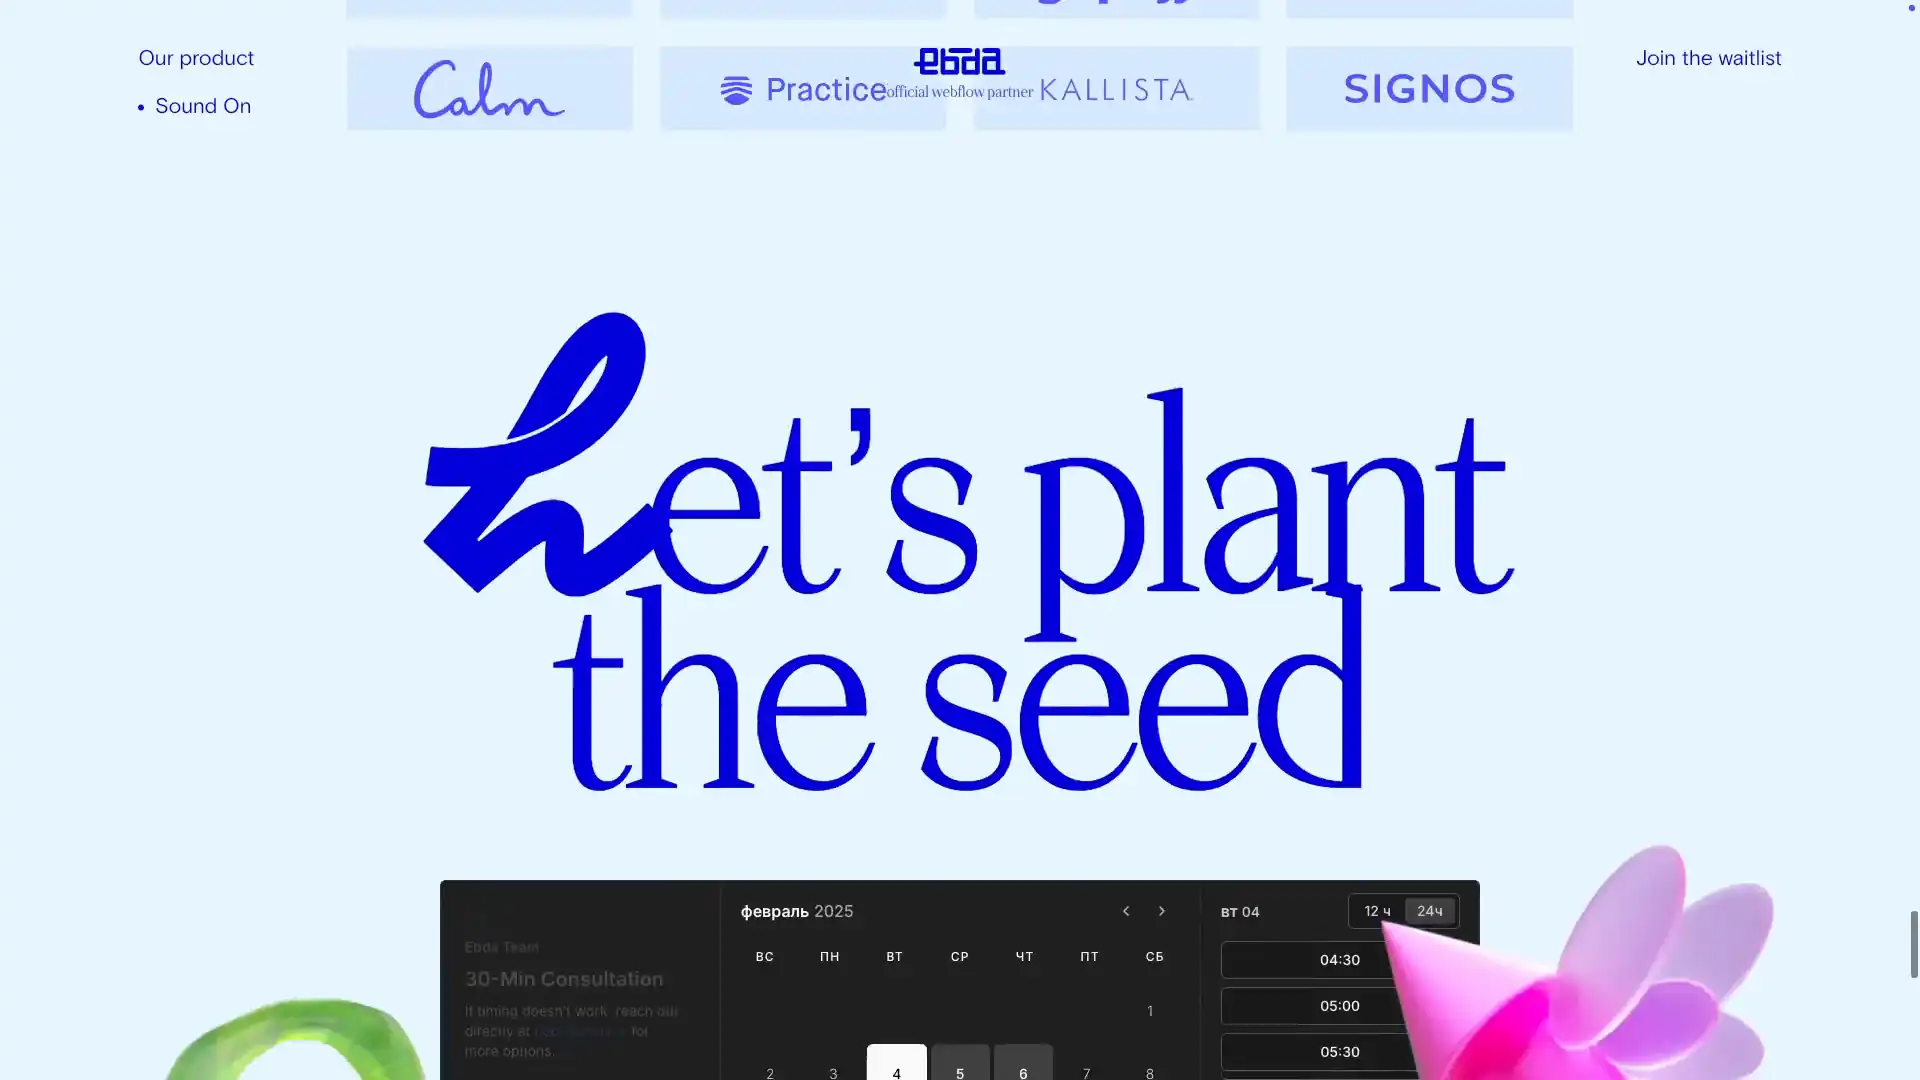 Our product
Sound On
ebda
official webflow partner
Join the waitlist
Calm
Practice
KALLISTA
SIGNOS
Let's plant
the seed
Ebda Team
30-Min Consultation
If timing doesn't work, reach our
directly at
for
more options.
февраль 2025
ВС ПН ВТ СР ЧТ ПТ СБ
1
2 3 4 5 6 7 8
вт 04
12 ч 24ч
04:30
05:00
05:30